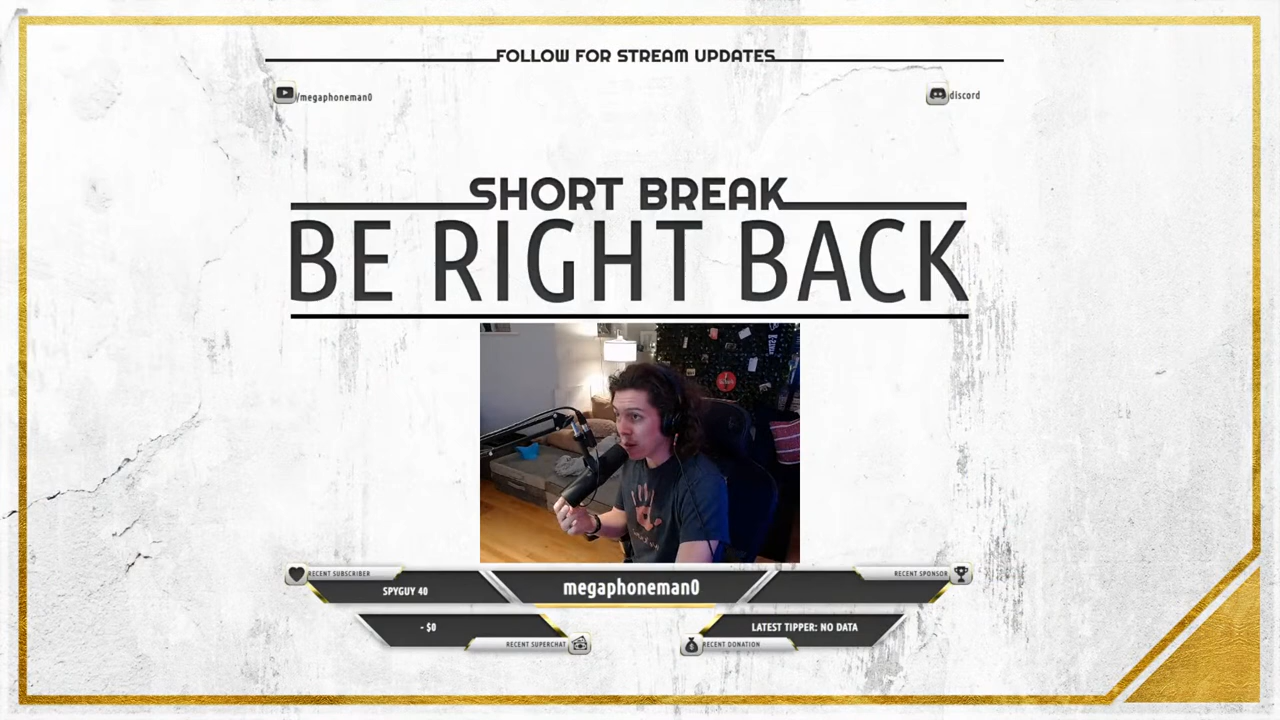 FOLLOW FOR STREAM UPDATES
/megaphoneman0
discord
SHORT BREAK
BE RIGHT BACK
RECENT SUBSCRIBER
RECENT SPONSOR
SPYGUY 40
megaphoneman0
- $0
LATEST TIPPER: NO DATA
RECENT SUPERCHAT
RECENT DONATION